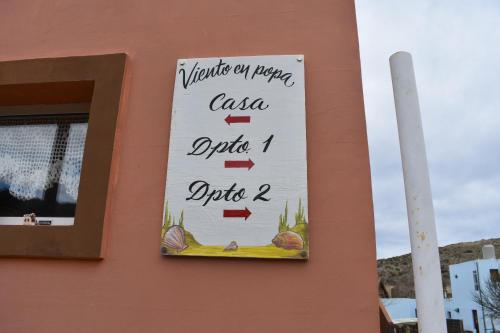 Viento en popa
Casa
Dpto. 1
Dpto 2